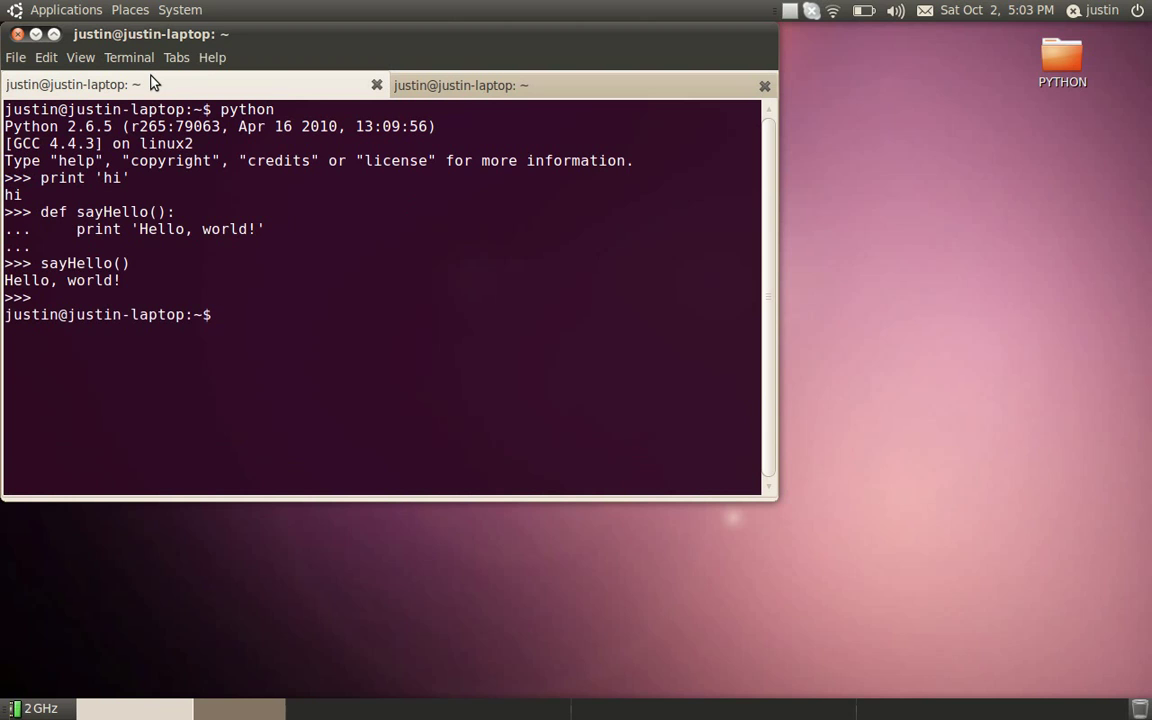 Applications Places System
Sat Oct 2, 5:03 PM justin
justin@justin-laptop: ~
File Edit View Terminal Tabs Help
justin@justin-laptop: ~
justin@justin-laptop: ~
PYTHON
justin@justin-laptop:~$ python
Python 2.6.5 (r265:79063, Apr 16 2010, 13:09:56)
[GCC 4.4.3] on linux2
Type "help", "copyright", "credits" or "license" for more information.
>>> print 'hi'
hi
>>> def sayHello():
...     print 'Hello, world!'
...
>>> sayHello()
Hello, world!
>>>
justin@justin-laptop:~$
2 GHz